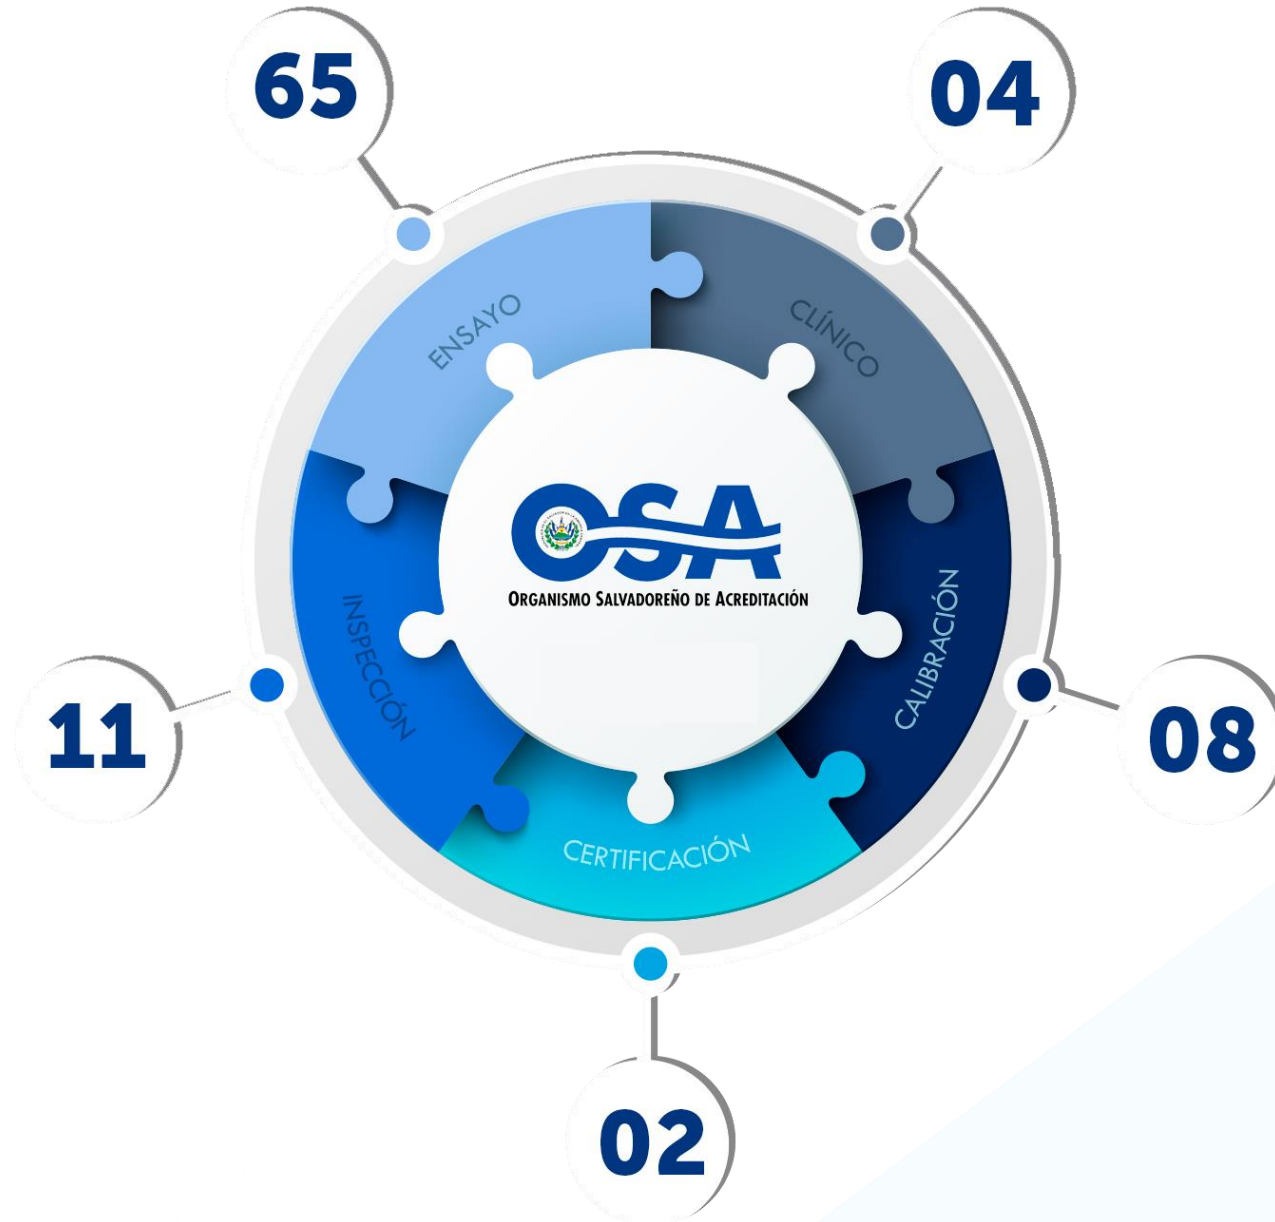 65
04
ENSAYO
CLÍNICO
OSA
ORGANISMO SALVADOREÑO DE ACREDITACIÓN
INSPECCIÓN
CALIBRACIÓN
11
08
CERTIFICACIÓN
02